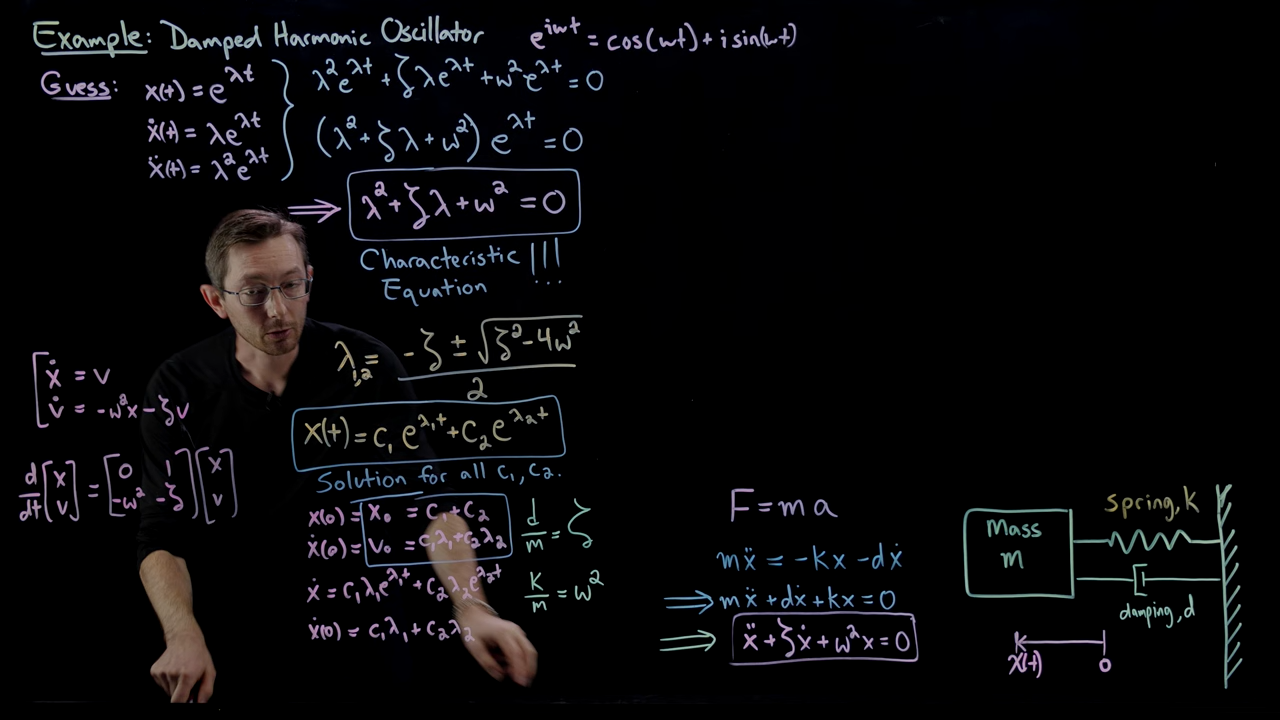 Example: Damped Harmonic Oscillator
e^{iωt} = cos(ωt) + i sin(ωt)
Guess: x(t) = e^{λt}
ẋ(t) = λe^{λt}
ẍ(t) = λ²e^{λt}
λ²e^{λt} + ζλe^{λt} + ω²e^{λt} = 0
(λ² + ζλ + ω²) e^{λt} = 0
⟹ λ² + ζλ + ω² = 0
Characteristic !!!
Equation
λ₁,₂ = (-ζ ± √(ζ² - 4ω²)) / 2
x(t) = c₁ e^{λ₁t} + c₂ e^{λ₂t}
Solution for all c₁, c₂.
x(0) = x₀ = c₁ + c₂
ẋ(0) = v₀ = c₁λ₁ + c₂λ₂
ẋ = c₁λ₁e^{λ₁t} + c₂λ₂e^{λ₂t}
ẋ(0) = c₁λ₁ + c₂λ₂
d/m = ζ
k/m = ω²
ẋ = v
v̇ = -ω²x - ζv
d/dt [x v] = [0 1 -ω² -ζ] [x v]
F = ma
mẍ = -kx - dẋ
⟹ mẍ + dẋ + kx = 0
⟹ ẍ + ζẋ + ω²x = 0
Mass
m
spring, k
damping, d
x(t) 0